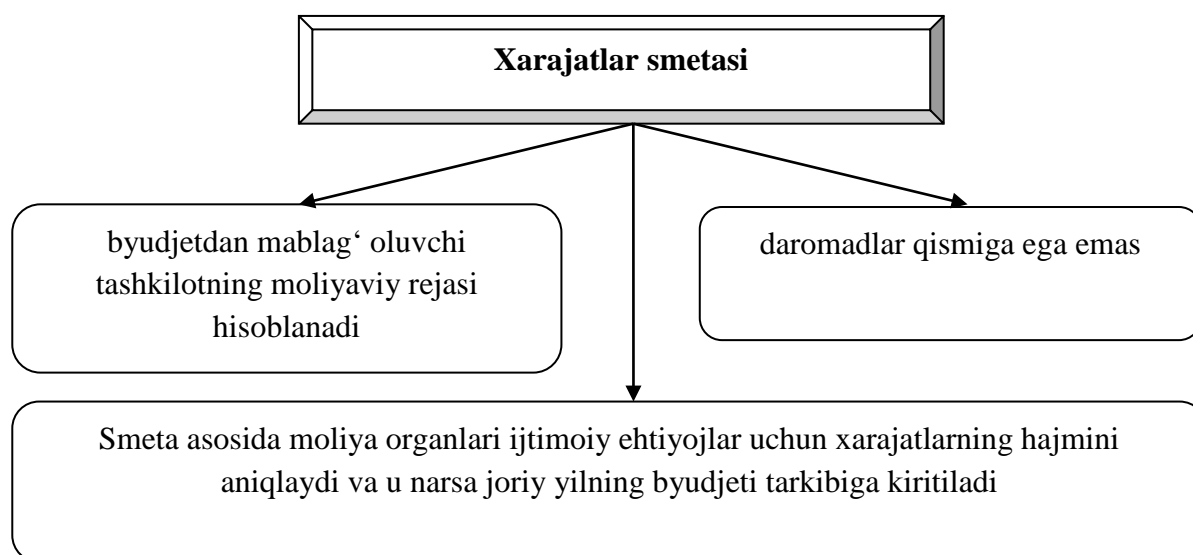 Xarajatlar smetasi
byudjetdan mablag‘ oluvchi
tashkilotning moliyaviy rejasi
hisoblanadi
daromadlar qismiga ega emas
Smeta asosida moliya organlari ijtimoiy ehtiyojlar uchun xarajatlarning hajmini
aniqlaydi va u narsa joriy yilning byudjeti tarkibiga kiritiladi